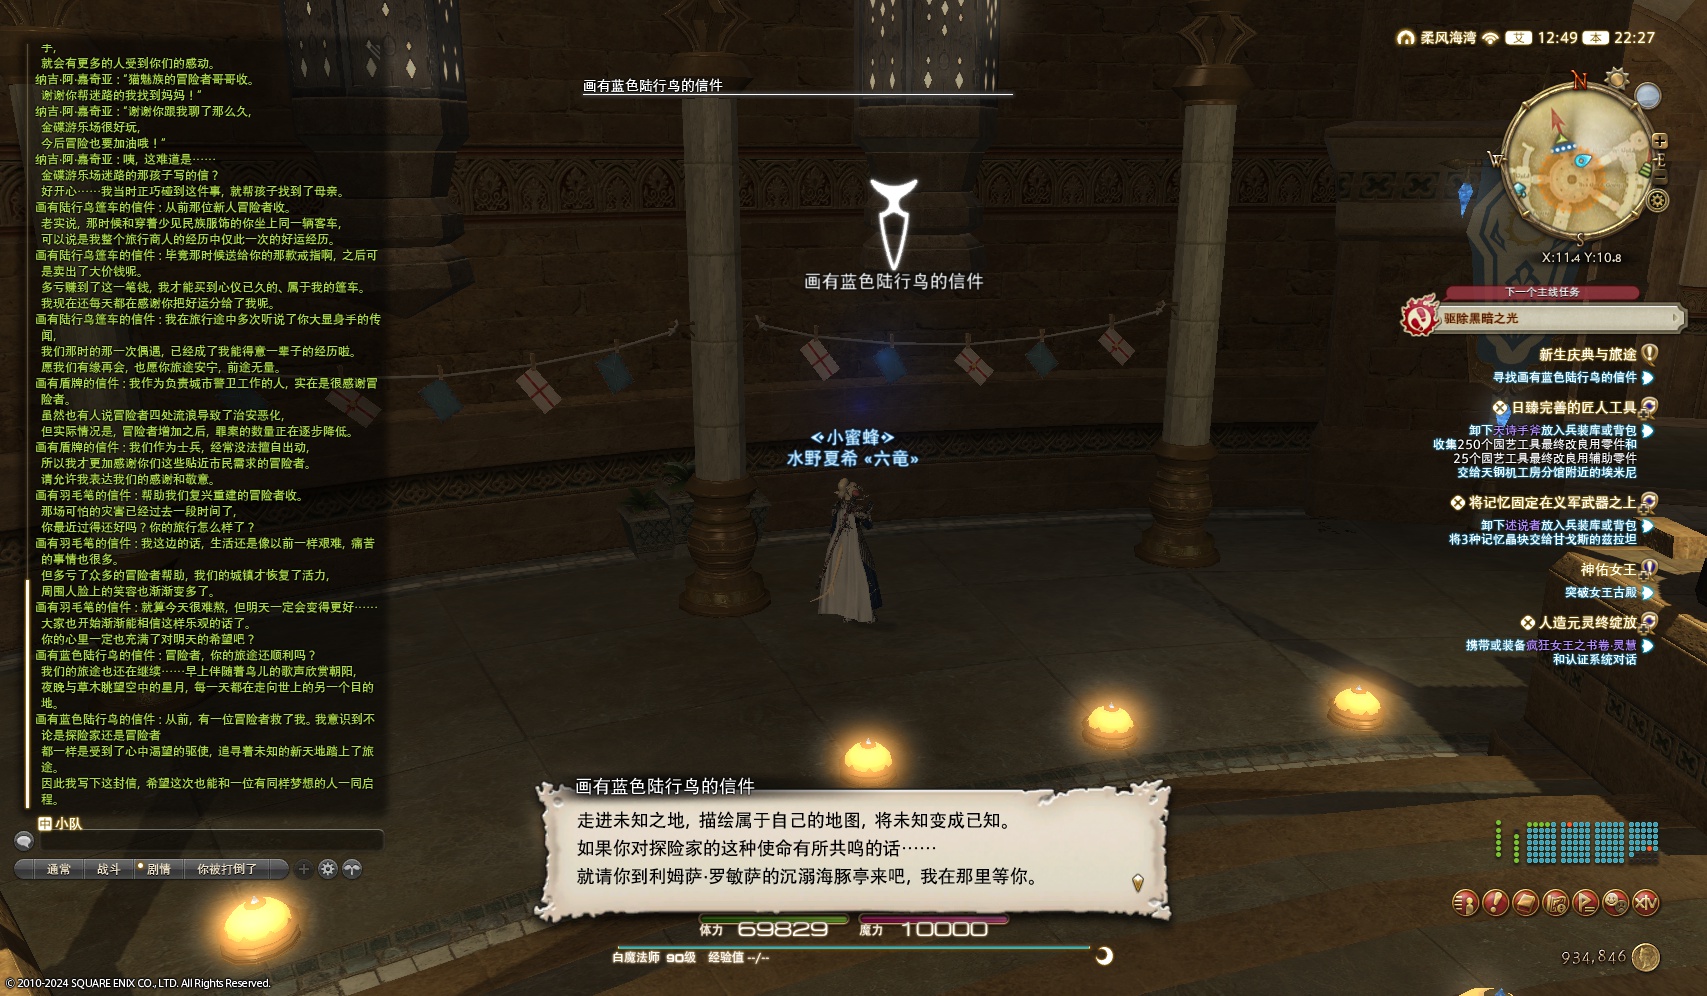 手,
就会有更多的人受到你们的感动。
纳吉·阿·嘉奇亚：“猫魅族的冒险者哥哥收。
谢谢你帮迷路的我找到妈妈！”
纳吉·阿·嘉奇亚：“谢谢你跟我聊了那么久，
金碟游乐场很好玩，
今后冒险也要加油哦！”
纳吉·阿·嘉奇亚：咦，这难道是……
金碟游乐场迷路的那孩子写的信？
好开心……我当时正巧碰到这件事，就帮孩子找到了母亲。
画有陆行鸟篷车的信件：从前那位新人冒险者收。
老实说，那时候和穿着少见民族服饰的你坐上同一辆客车，
可以说是我整个旅行商人的经历中仅此一次的好运经历。
画有陆行鸟篷车的信件：毕竟那时候送给你的那款戒指啊，之后可
是卖出了大价钱呢。
多亏赚到了这一笔钱，我才能买到心仪已久的、属于我的篷车。
我现在还每天都在感谢你把好运分给了我呢。
画有陆行鸟篷车的信件：我在旅行途中多次听说了你大显身手的传
闻，
我们那时的那一次偶遇，已经成了我能得意一辈子的经历啦。
愿我们有缘再会，也愿你旅途安宁，前途无量。
画有盾牌的信件：我作为负责城市警卫工作的人，实在是很感谢冒
险者。
虽然也有人说冒险者四处流浪导致了治安恶化，
但实际情况是，冒险者增加之后，罪案的数量正在逐步降低。
画有盾牌的信件：我们作为士兵，经常没法擅自出动，
所以我才更加感谢你们这些贴近市民需求的冒险者。
请允许我表达我们的感谢和敬意。
画有羽毛笔的信件：帮助我们复兴重建的冒险者收。
那场可怕的灾害已经过去一段时间了，
你最近过得还好吗？你的旅行怎么样了？
画有羽毛笔的信件：我这边的话，生活还是像以前一样艰难，痛苦
的事情也很多。
但多亏了众多的冒险者帮助，我们的城镇才恢复了活力，
周围人脸上的笑容也渐渐变多了。
画有羽毛笔的信件：就算今天很难熬，但明天一定会变得更好……
大家也开始渐渐能相信这样乐观的话了。
你的心里一定也充满了对明天的希望吧？
画有蓝色陆行鸟的信件：冒险者，你的旅途还顺利吗？
我们的旅途也还在继续……早上伴随着鸟儿的歌声欣赏朝阳，
夜晚与草木眺望空中的星月，每一天都在走向世上的另一个目的
地。
画有蓝色陆行鸟的信件：从前，有一位冒险者救了我。我意识到不
论是探险家还是冒险者
都一样是受到了心中渴望的驱使，追寻着未知的新天地踏上了旅
途。
因此我写下这封信，希望这次也能和一位有同样梦想的人一同启
程。
中 小队
通常 战斗 剧情 你被打倒了
© 2010-2024 SQUARE ENIX CO., LTD. All Rights Reserved.
画有蓝色陆行鸟的信件
画有蓝色陆行鸟的信件
小蜜蜂
水野夏希 «六竜»
画有蓝色陆行鸟的信件
走进未知之地，描绘属于自己的地图，将未知变成已知。
如果你对探险家的这种使命有所共鸣的话……
就请你到利姆萨·罗敏萨的沉溺海豚亭来吧，我在那里等你。
体力 69829 魔力 10000
白魔法师 90级 经验值 --/--
柔风海湾 艾 12:49 本 22:27
N
W E
S
X:11.4 Y:10.8
下一个主线任务
驱除黑暗之光
新生庆典与旅途
寻找画有蓝色陆行鸟的信件
日臻完善的匠人工具
卸下天诗手斧放入兵装库或背包
收集250个园艺工具最终改良用零件和
25个园艺工具最终改良用辅助零件
交给天钢机工房分馆附近的埃米尼
将记忆固定在义军武器之上
卸下述说者放入兵装库或背包
将3种记忆晶块交给甘戈斯的兹拉坦
神佑女王
突破女王古殿
人造元灵终绽放
携带或装备疯狂女王之书卷·灵慧
和认证系统对话
XIV
934,846